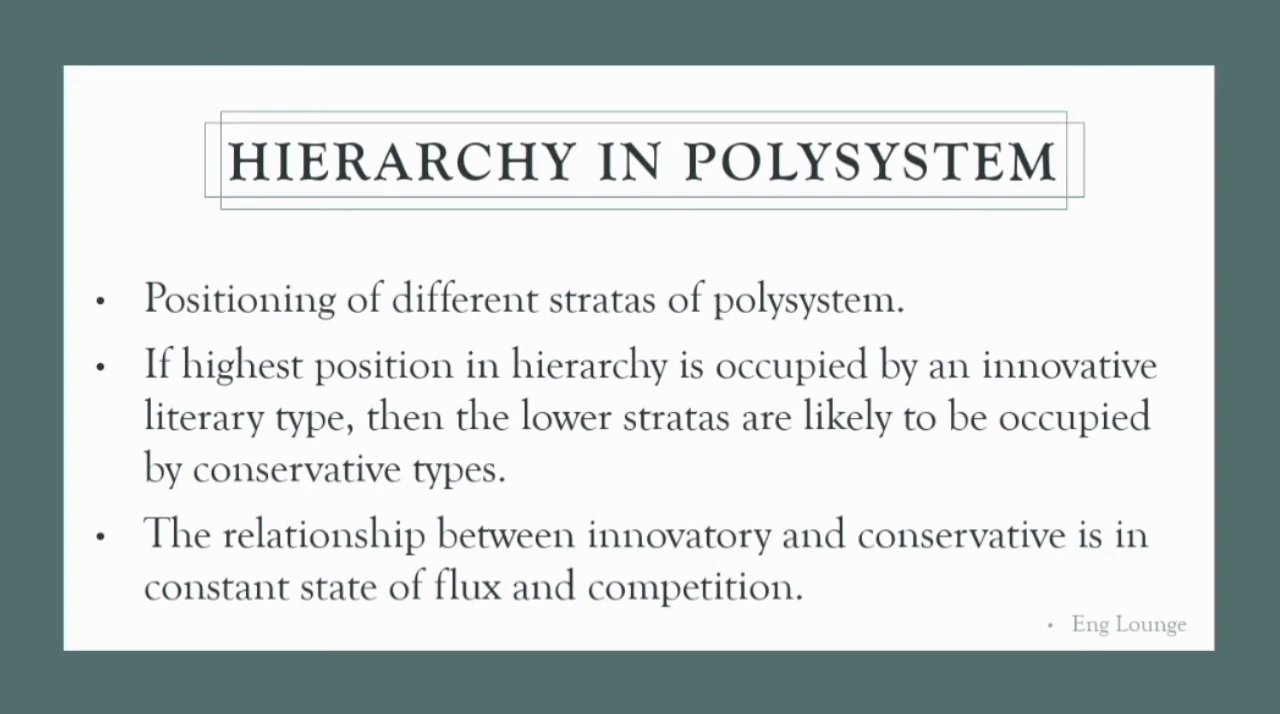 HIERARCHY IN POLYSYSTEM
• Positioning of different stratas of polysystem.
• If highest position in hierarchy is occupied by an innovative
literary type, then the lower stratas are likely to be occupied
by conservative types.
• The relationship between innovatory and conservative is in
constant state of flux and competition.
• Eng Lounge